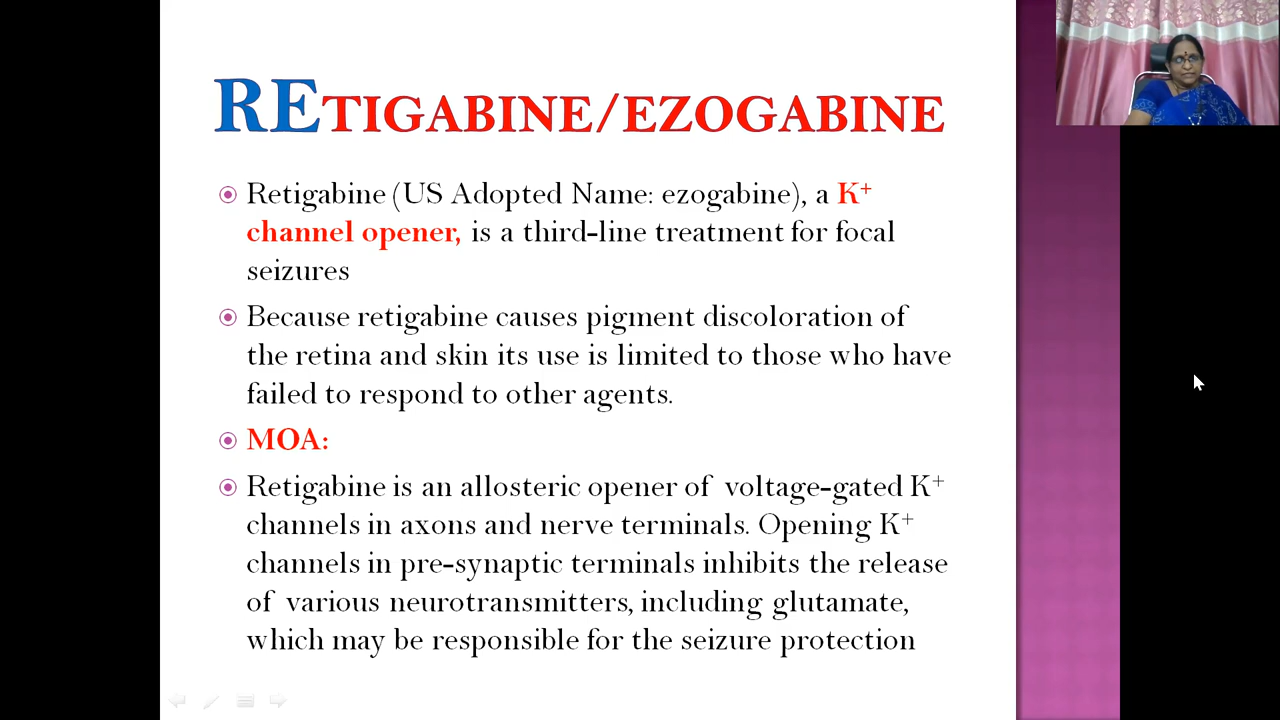 RETIGABINE/EZOGABINE
Retigabine (US Adopted Name: ezogabine), a K+
channel opener, is a third-line treatment for focal
seizures
Because retigabine causes pigment discoloration of
the retina and skin its use is limited to those who have
failed to respond to other agents.
MOA:
Retigabine is an allosteric opener of voltage-gated K+
channels in axons and nerve terminals. Opening K+
channels in pre-synaptic terminals inhibits the release
of various neurotransmitters, including glutamate,
which may be responsible for the seizure protection